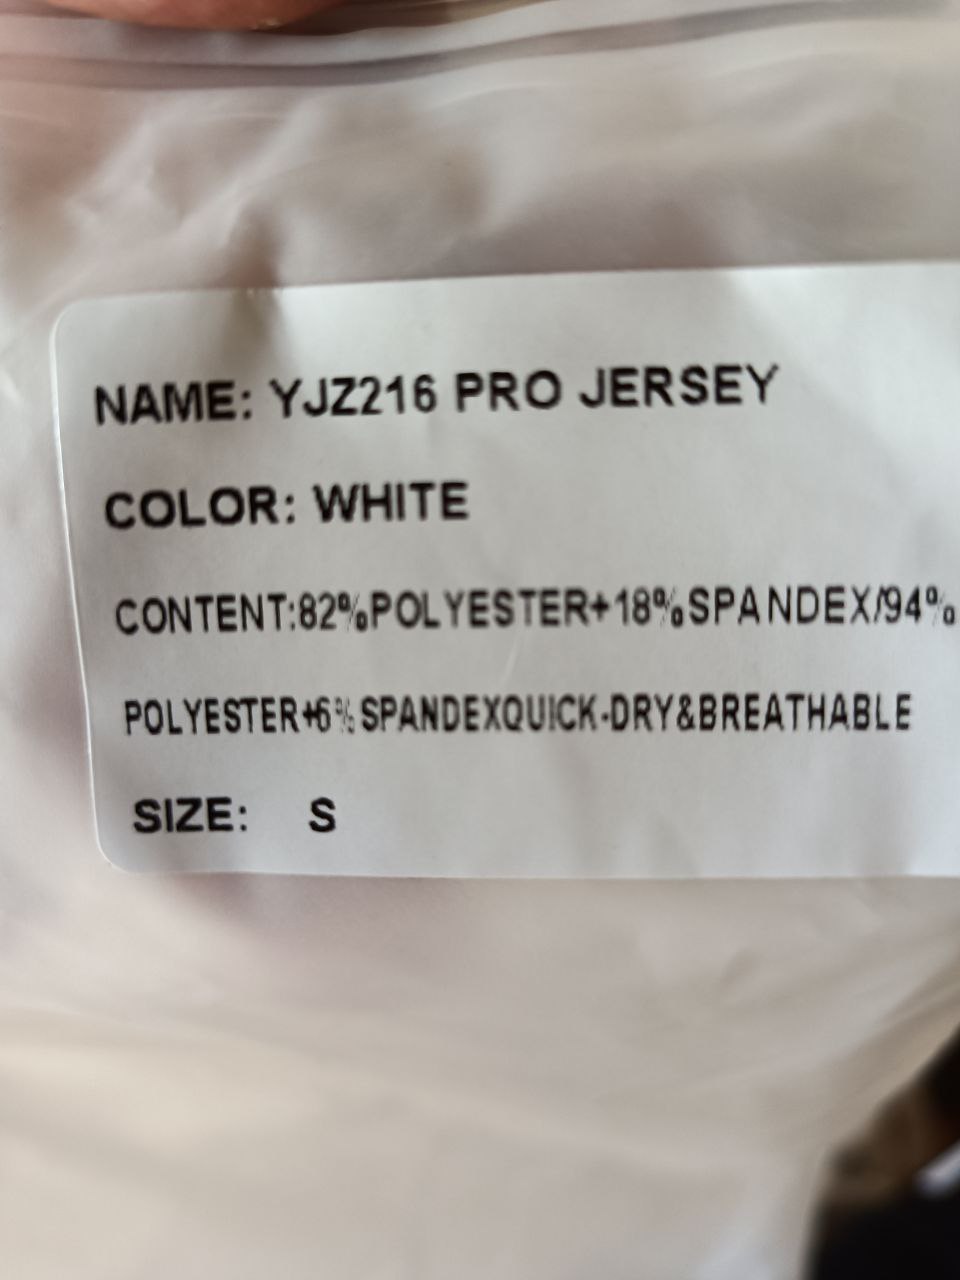 NAME: YJZ216 PRO JERSEY
COLOR: WHITE
CONTENT:82%POLYESTER+18%SPANDEX/94%
POLYESTER+6%SPANDEXQUICK-DRY&BREATHABLE
SIZE: S